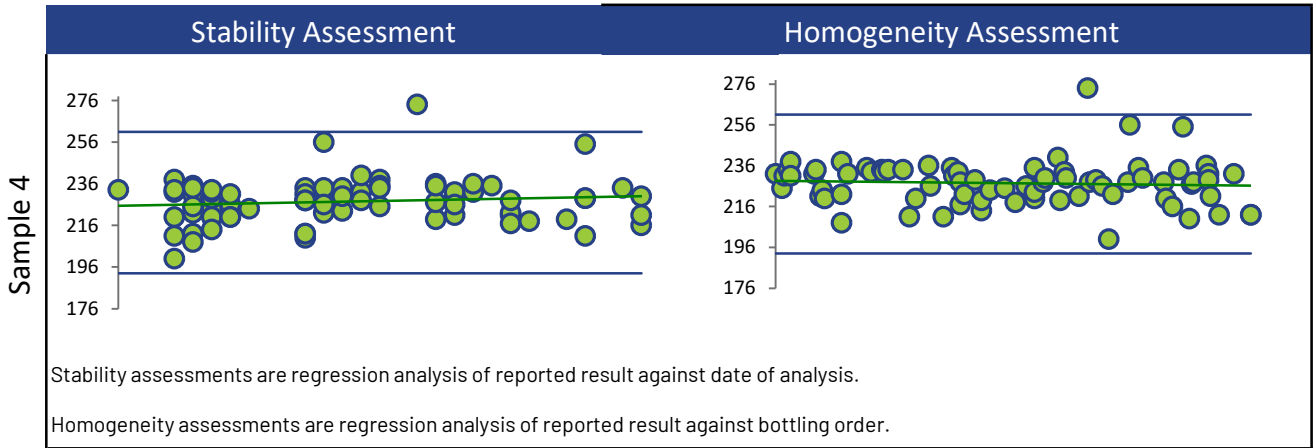 Stability Assessment
Homogeneity Assessment
Sample 4
276
256
236
216
196
176
276
256
236
216
196
176
Stability assessments are regression analysis of reported result against date of analysis.
Homogeneity assessments are regression analysis of reported result against bottling order.